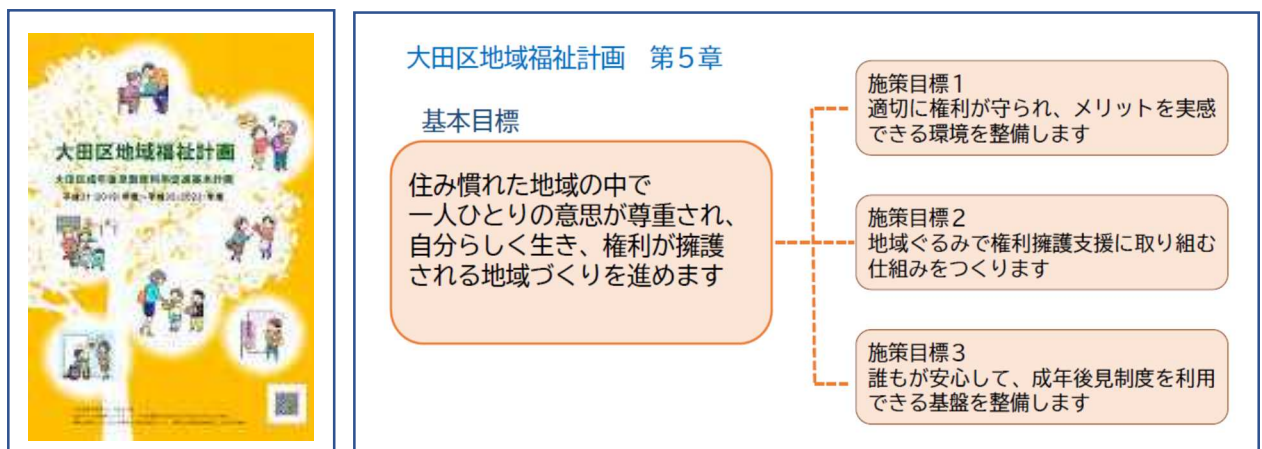 大田区地域福祉計画
大田区成年後見制度利用促進基本計画
大田区地域福祉計画　第５章
基本目標
住み慣れた地域の中で
一人ひとりの意思が尊重され、
自分らしく生き、権利が擁護
される地域づくりを進めます
施策目標１
適切に権利が守られ、メリットを実感
できる環境を整備します
施策目標２
地域ぐるみで権利擁護支援に取り組む
仕組みをつくります
施策目標３
誰もが安心して、成年後見制度を利用
できる基盤を整備します